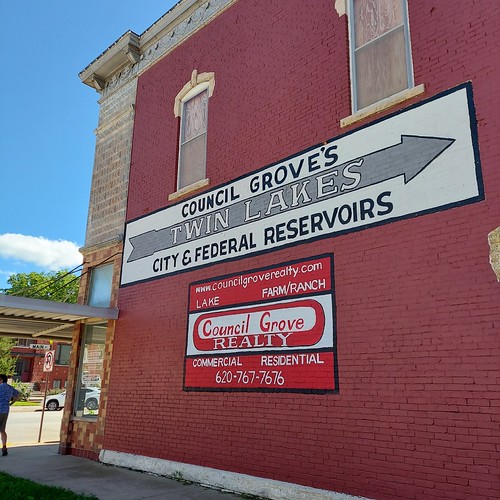 COUNCIL GROVE'S
TWIN LAKES
CITY & FEDERAL RESERVOIRS
www.councilgroverealty.com
LAKE FARM/RANCH
Council Grove
REALTY
COMMERCIAL RESIDENTIAL
620-767-7676
MAIN